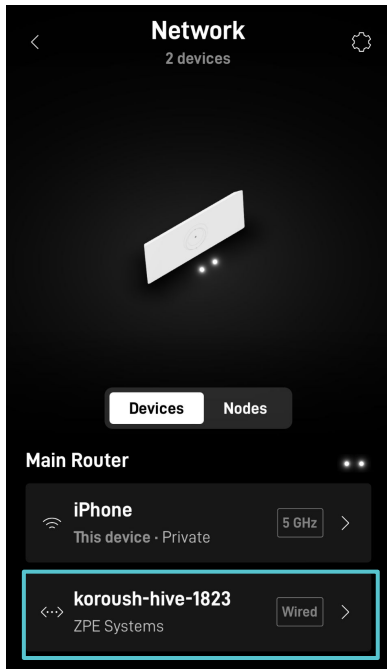 Network
2 devices
Devices
Nodes
Main Router
iPhone
This device · Private
5 GHz
koroush-hive-1823
ZPE Systems
Wired